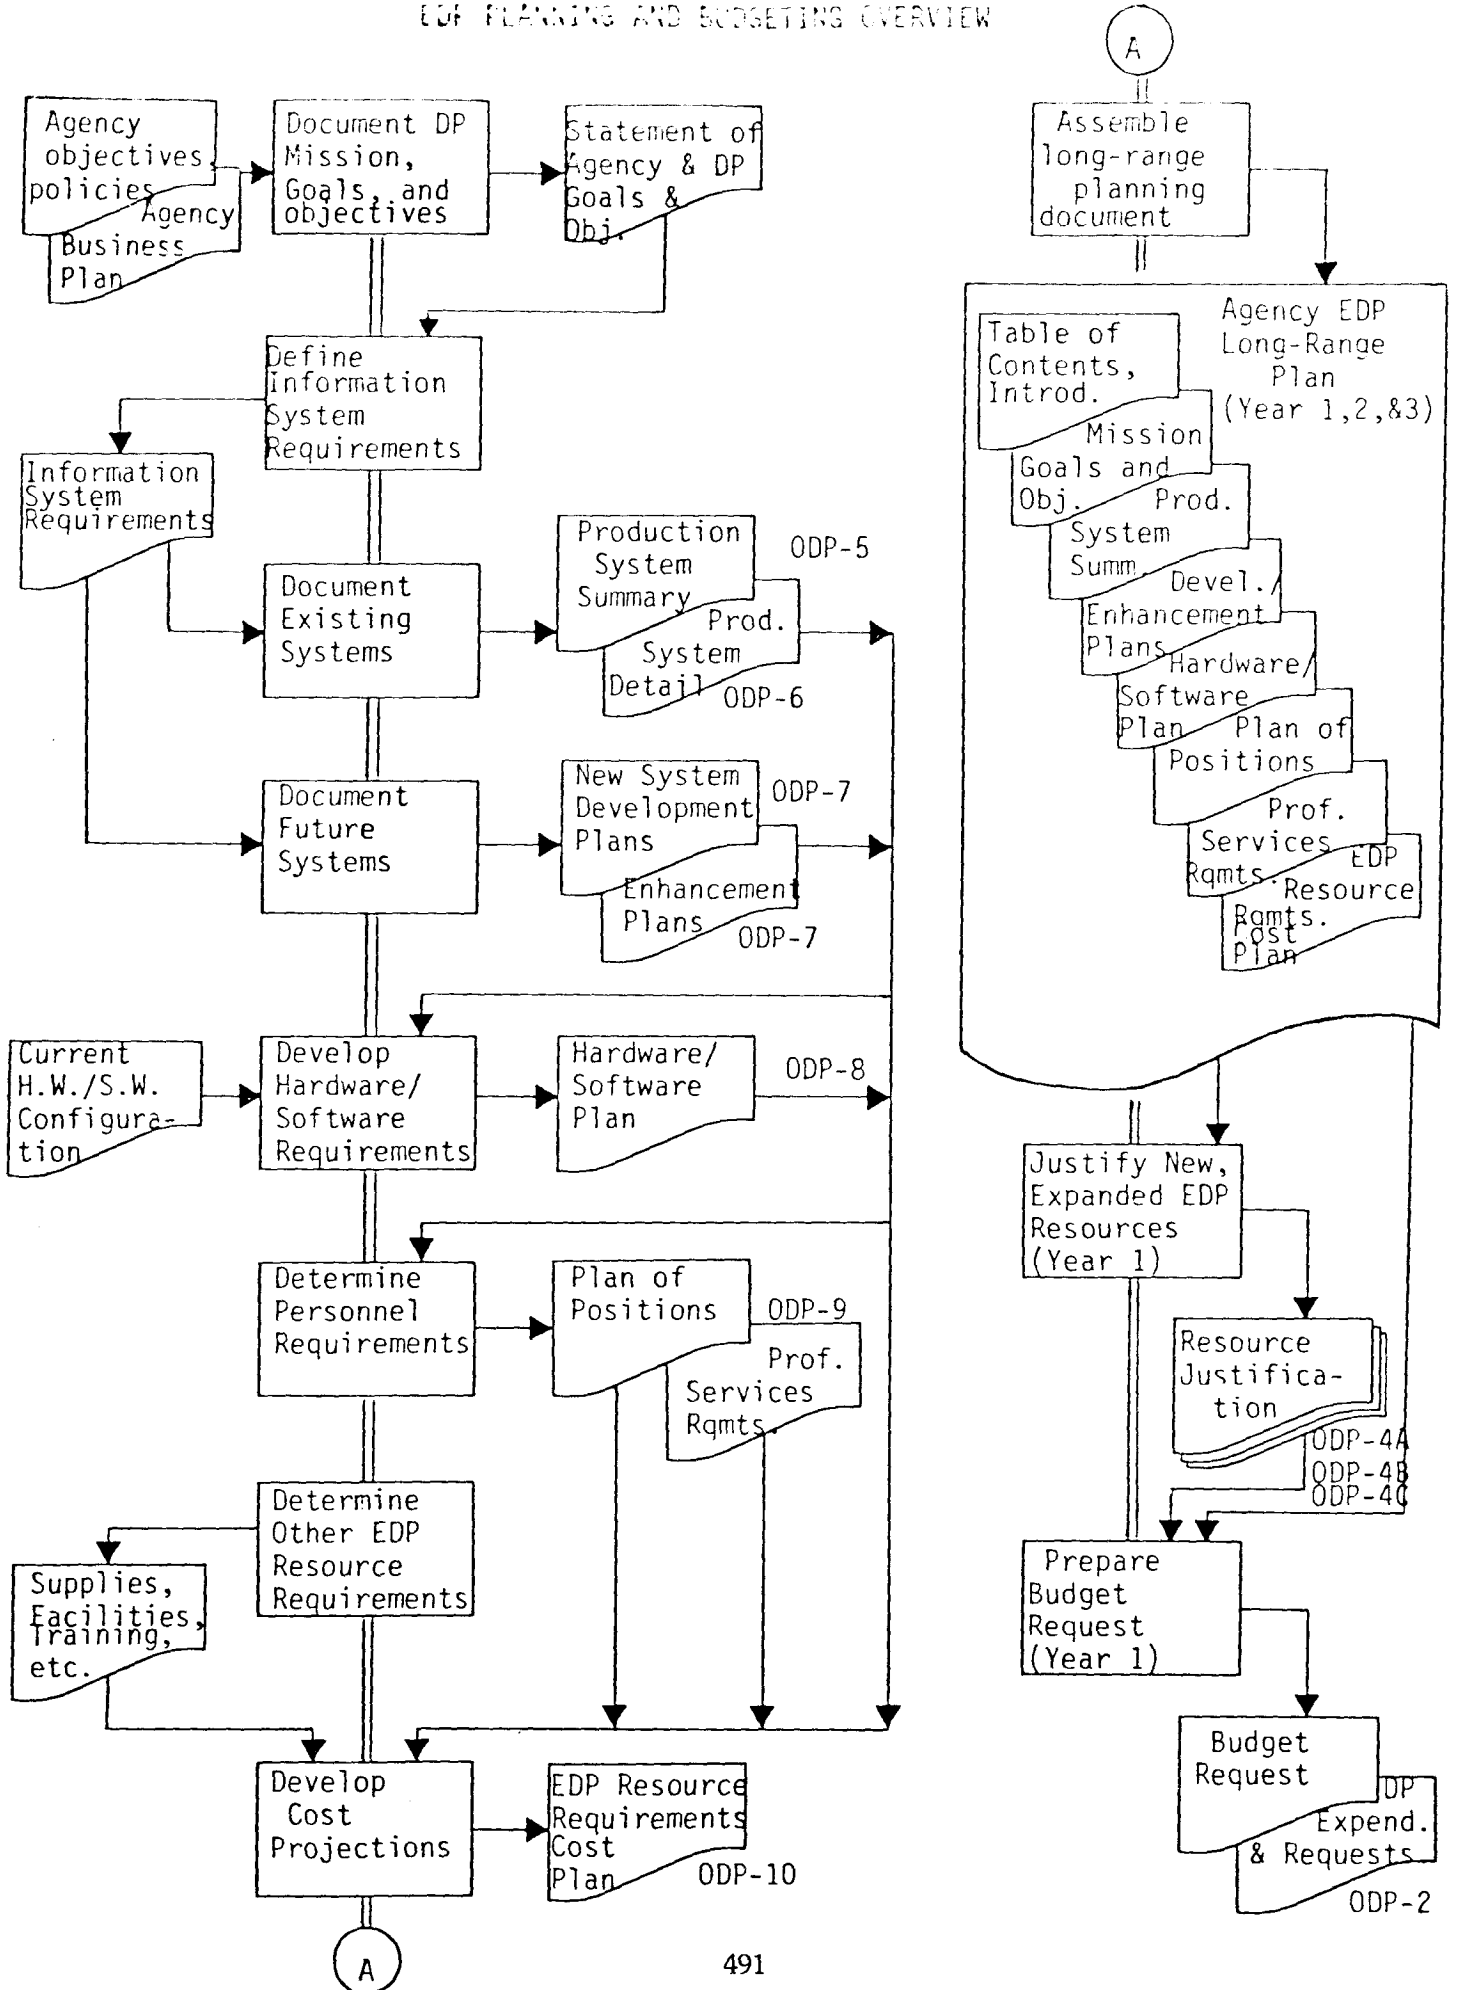 EDP PLANNING AND BUDGETING OVERVIEW
Agency
objectives,
policies
Agency
Business
Plan
Document DP
Mission,
Goals, and
objectives
Statement of
Agency & DP
Goals &
Obj.
Define
Information
System
Requirements
Information
System
Requirements
Document
Existing
Systems
Production
System
Summary
ODP-5
Prod.
System
Detail
ODP-6
Document
Future
Systems
New System
Development
Plans
ODP-7
Enhancement
Plans
ODP-7
Current
H.W./S.W.
Configura-
tion
Develop
Hardware/
Software
Requirements
Hardware/
Software
Plan
ODP-8
Determine
Personnel
Requirements
Plan of
Positions
ODP-9
Prof.
Services
Rqmts.
Determine
Other EDP
Resource
Requirements
Supplies,
Facilities,
Training,
etc.
Develop
Cost
Projections
EDP Resource
Requirements
Cost
Plan
ODP-10
A
A
Assemble
long-range
planning
document
Agency EDP
Long-Range
Plan
(Year 1,2,&3)
Table of
Contents,
Introd.
Mission
Goals and
Obj.
Prod.
System
Summ.
Devel./
Enhancement
Plans
Hardware/
Software
Plan
Plan of
Positions
Prof.
Services
Rqmts.
EDP
Resource
Rqmts.
Cost
Plan
Justify New,
Expanded EDP
Resources
(Year 1)
Resource
Justifica-
tion
ODP-4A
ODP-4B
ODP-4C
Prepare
Budget
Request
(Year 1)
Budget
Request
DP
Expend.
& Requests
ODP-2
491